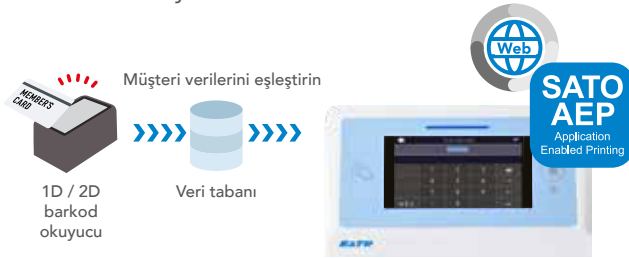 Web
SATO
AEP
Application
Enabled Printing
MEMBER'S
CARD
Müşteri verilerini eşleştirin
1D / 2D
barkod
okuyucu
Veri tabanı
SATO